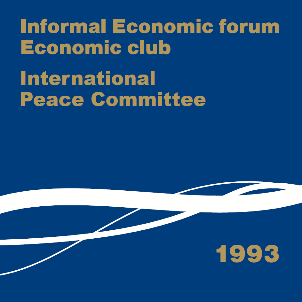 Informal Economic forum
Economic club
International
Peace Committee
1993